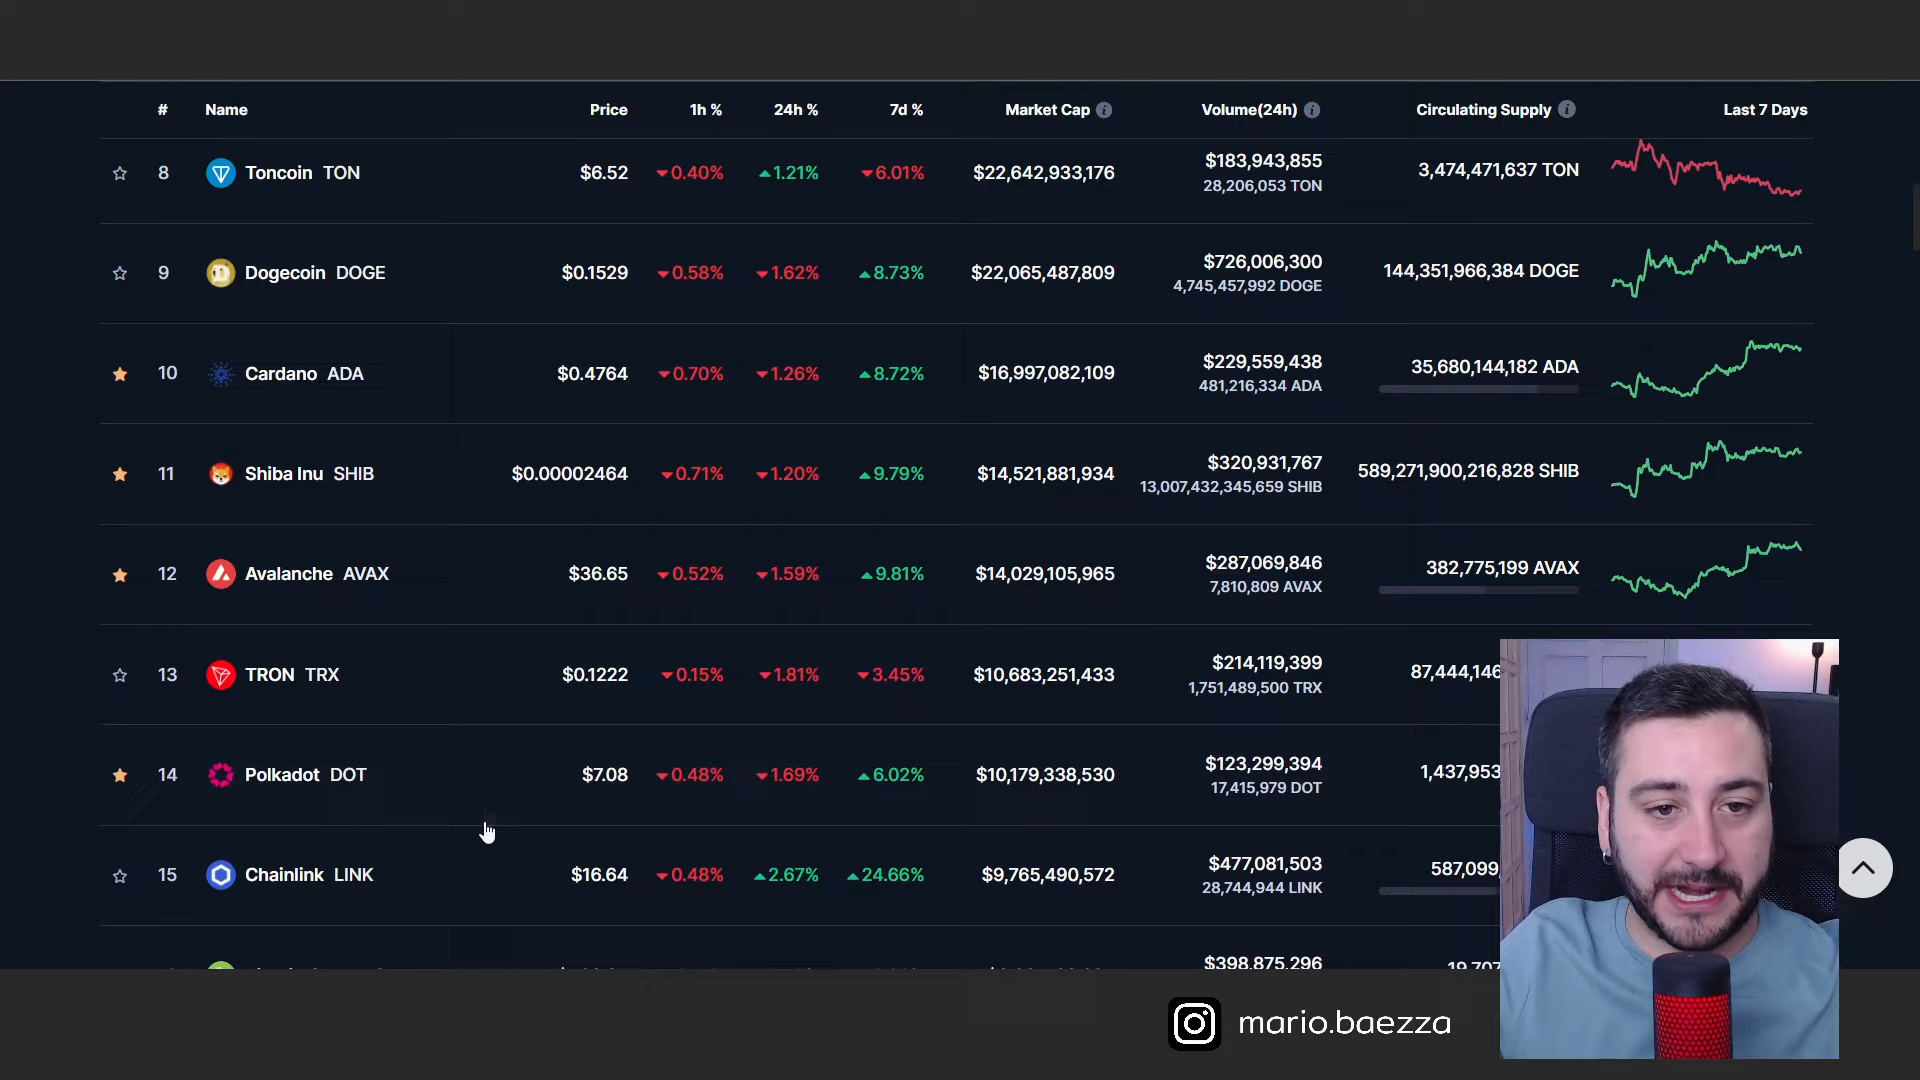 # Name Price 1h % 24h % 7d % Market Cap Volume(24h) Circulating Supply Last 7 Days
8 Toncoin TON $6.52 0.40% 1.21% 6.01% $22,642,933,176 $183,943,855 3,474,471,637 TON
28,206,053 TON
9 Dogecoin DOGE $0.1529 0.58% 1.62% 8.73% $22,065,487,809 $726,006,300 144,351,966,384 DOGE
4,745,457,992 DOGE
10 Cardano ADA $0.4764 0.70% 1.26% 8.72% $16,997,082,109 $229,559,438 35,680,144,182 ADA
481,216,334 ADA
11 Shiba Inu SHIB $0.00002464 0.71% 1.20% 9.79% $14,521,881,934 $320,931,767 589,271,900,216,828 SHIB
13,007,432,345,659 SHIB
12 Avalanche AVAX $36.65 0.52% 1.59% 9.81% $14,029,105,965 $287,069,846 382,775,199 AVAX
7,810,809 AVAX
13 TRON TRX $0.1222 0.15% 1.81% 3.45% $10,683,251,433 $214,119,399 87,444,146
1,751,489,500 TRX
14 Polkadot DOT $7.08 0.48% 1.69% 6.02% $10,179,338,530 $123,299,394 1,437,953
17,415,979 DOT
15 Chainlink LINK $16.64 0.48% 2.67% 24.66% $9,765,490,572 $477,081,503 587,099,
28,744,944 LINK
$398,875,296
mario.baezza